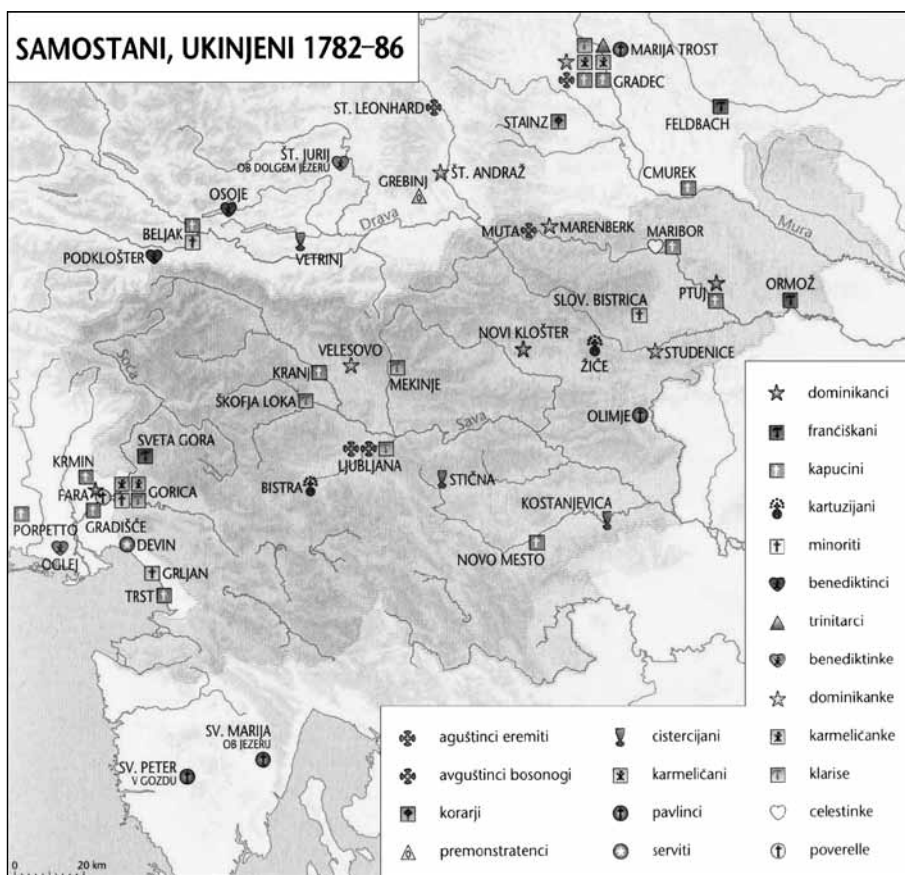 SAMOSTANI, UKINJENI 1782–86
MARIJA TROST
GRADEC
ST. LEONHARD
STAINZ
FELDBACH
ŠT. JURIJ
OB DOLGEM JEZERU
GREBINJ
ŠT. ANDRAŽ
CMUREK
OSOJE
Drava
Mura
BELJAK
VETRINJ
MUTA
MARENBERK
MARIBOR
PODKLOŠTER
PTUJ
ORMOŽ
SLOV. BISTRICA
Soča
VELESOVO
NOVI KLOŠTER
ŽIČE
STUDENICE
KRANJ
MEKINJE
ŠKOFJA LOKA
Sava
OLIMJE
SVETA GORA
LJUBLJANA
KRMIN
BISTRA
STIČNA
FARA
GORICA
KOSTANJEVICA
PORPETTO
GRADIŠČE
OGLEJ
DEVIN
NOVO MESTO
GRLJAN
TRST
SV. MARIJA
OB JEZERU
SV. PETER
V GOZDU
0 20 km
dominikanci
frančiškani
kapucini
kartuzijani
minoriti
benediktinci
trinitarci
benediktinke
dominikanke
aguštinci eremiti
cistercijani
karmeličanke
avguštinci bosonogi
karmeličani
klarise
korarji
pavlinci
celestinke
premonstratenci
serviti
poverelle